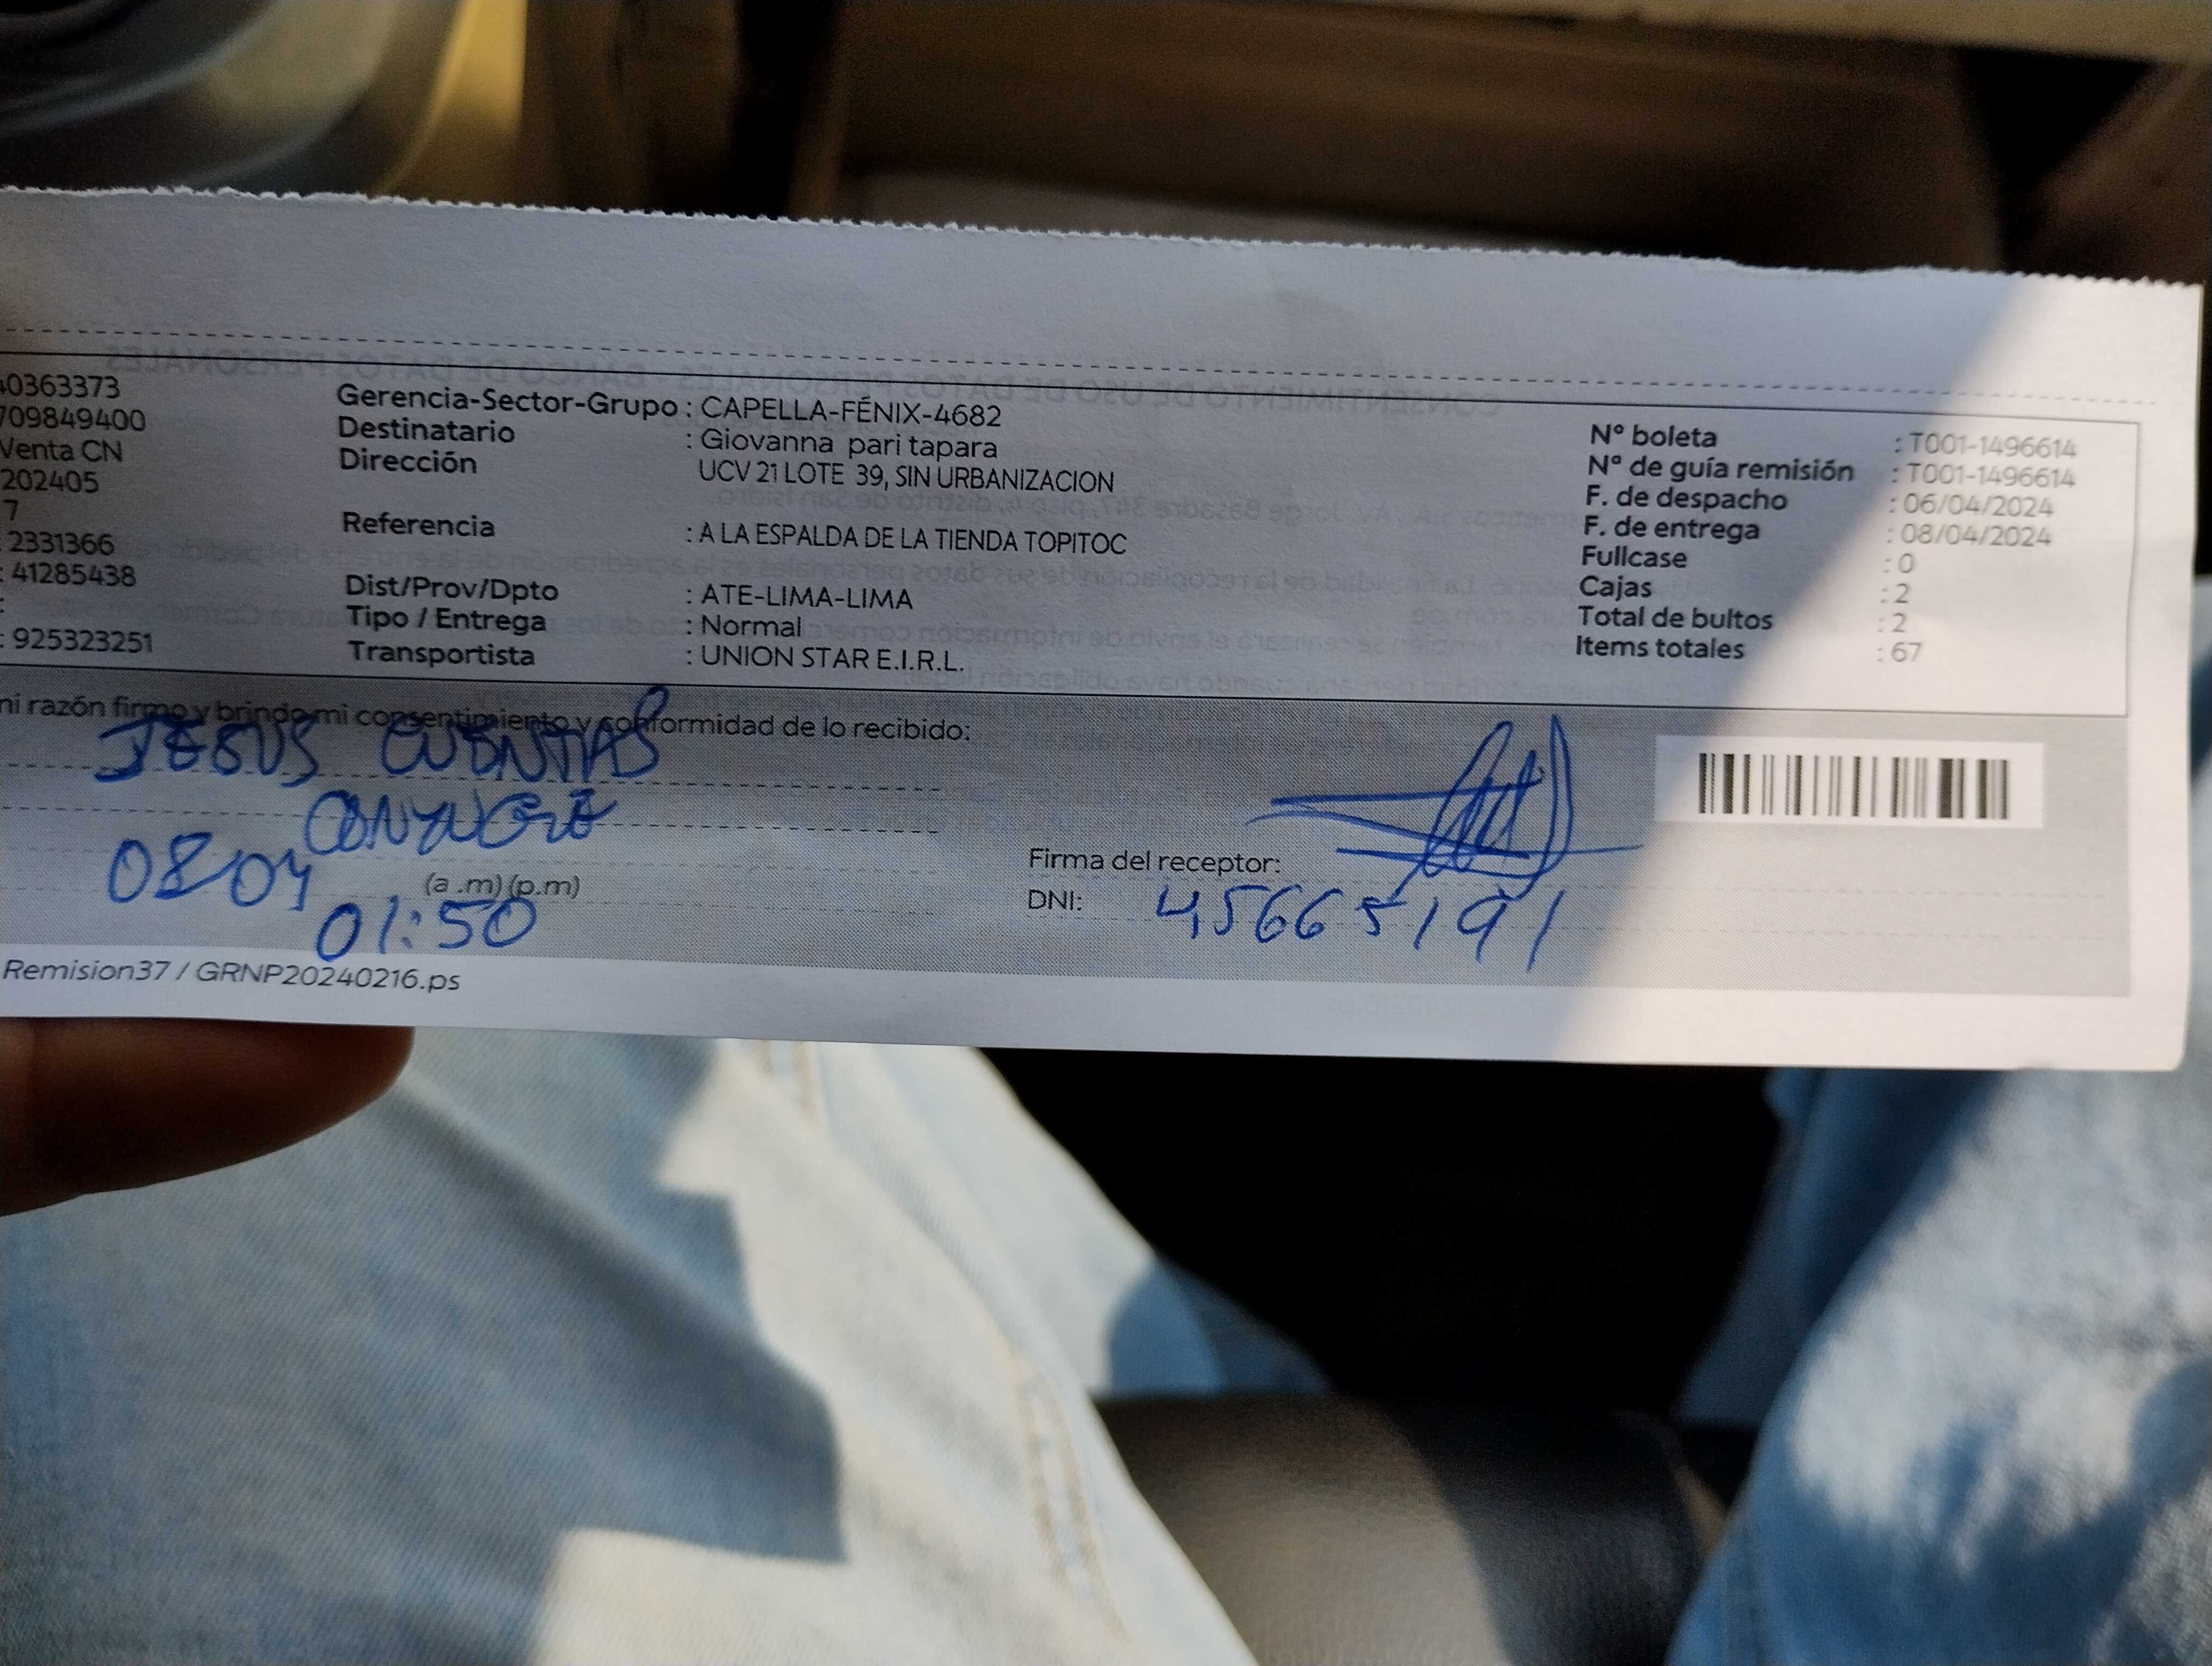 40363373
709849400
Venta CN
202405
7
: 2331366
: 41285438
:
: 925323251
Gerencia-Sector-Grupo : CAPELLA-FÉNIX-4682
Destinatario : Giovanna pari tapara
Dirección UCV 21 LOTE 39, SIN URBANIZACION
Referencia : A LA ESPALDA DE LA TIENDA TOPITOC
Dist/Prov/Dpto : ATE-LIMA-LIMA
Tipo / Entrega : Normal
Transportista : UNION STAR E.I.R.L.
Nº boleta : T001-1496614
Nº de guía remisión : T001-1496614
F. de despacho : 06/04/2024
F. de entrega : 08/04/2024
Fullcase : 0
Cajas : 2
Total de bultos : 2
Items totales : 67
mi razón firmo y brindo mi consentimiento y conformidad de lo recibido:
JESUS CUENTAS
CONYUGE
08 04
(a .m) (p.m)
01:50
Firma del receptor:
DNI: 45665191
Remision37 / GRNP20240216.ps